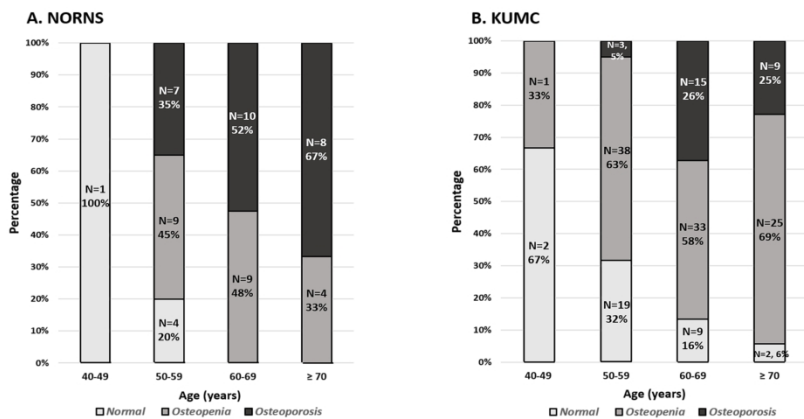 A. NORNS
100%
90%
80%
70%
60%
50%
40%
30%
20%
10%
0%
Percentage
N=1
100%
N=7
35%
N=9
45%
N=4
20%
N=10
52%
N=9
48%
N=8
67%
N=4
33%
40-49
50-59
60-69
≥ 70
Age (years)
Normal
Osteopenia
Osteoporosis
B. KUMC
100%
90%
80%
70%
60%
50%
40%
30%
20%
10%
0%
Percentage
N=1
33%
N=2
67%
N=3,
5%
N=38
63%
N=19
32%
N=15
26%
N=33
58%
N=9
16%
N=9
25%
N=25
69%
N=2, 6%
40-49
50-59
60-69
≥ 70
Age (years)
Normal
Osteopenia
Osteoporosis